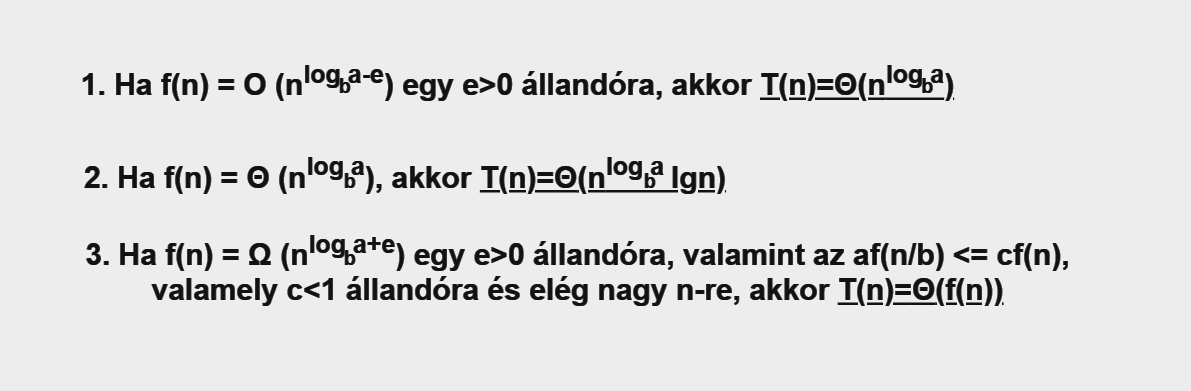 1. Ha f(n) = O (n^log_b a-e) egy e>0 állandóra, akkor T(n)=Θ(n^log_b a)
2. Ha f(n) = Θ (n^log_b a), akkor T(n)=Θ(n^log_b a lgn)
3. Ha f(n) = Ω (n^log_b a+e) egy e>0 állandóra, valamint az af(n/b) <= cf(n),
valamely c<1 állandóra és elég nagy n-re, akkor T(n)=Θ(f(n))